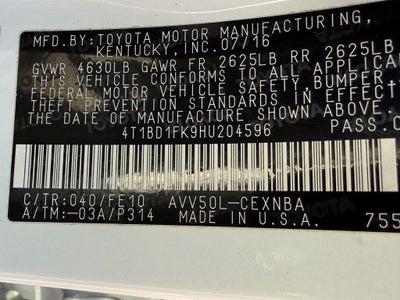 MFD.BY:TOYOTA MOTOR MANUFACTURING,
KENTUCKY,INC.07/16
GVWR 4630LB GAWR FR 2625LB RR 2625LB
THIS VEHICLE CONFORMS TO ALL APPLICA
FEDERAL MOTOR VEHICLE SAFETY,BUMPER
THEFT PREVENTION STANDARDS IN EFFECT
THE DATE OF MANUFACTURE SHOWN ABOVE.
4T1BD1FK9HU204596 PASS.C
C/TR:040/FE10 AVV50L-CEXNBA
A/TM:-03A/P314 MADE IN U.S.A. 755